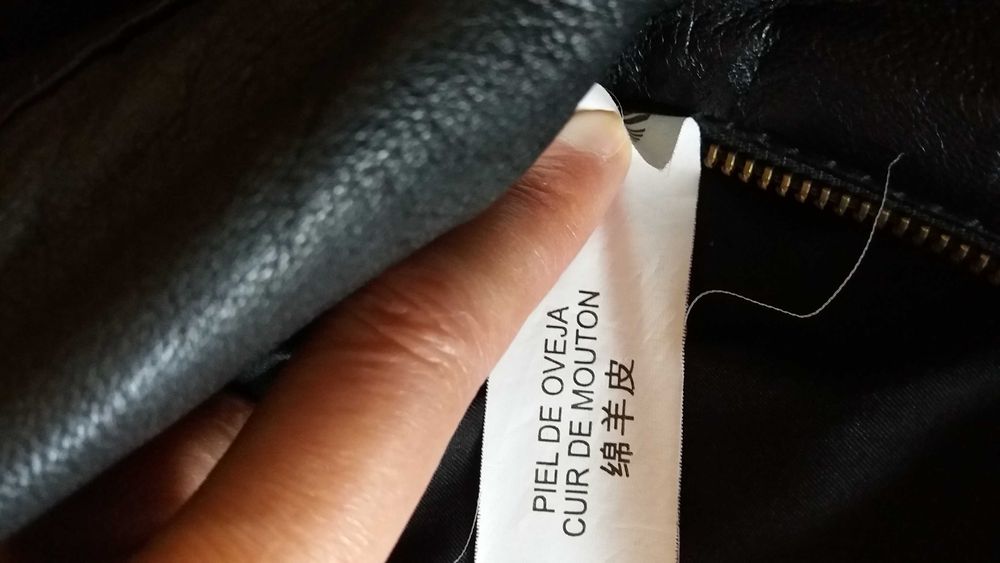 PIEL DE OVEJA
CUIR DE MOUTON
绵羊皮